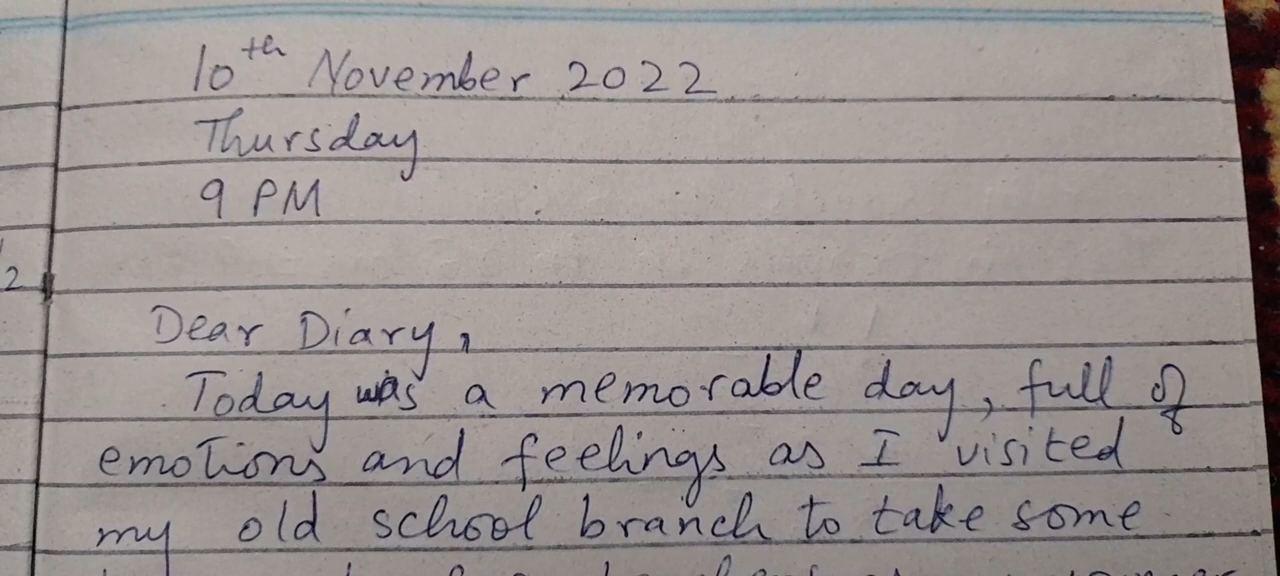 10th November 2022
Thursday
9 PM
2
Dear Diary,
Today was a memorable day, full of
emotions and feelings as I visited
my old school branch to take some